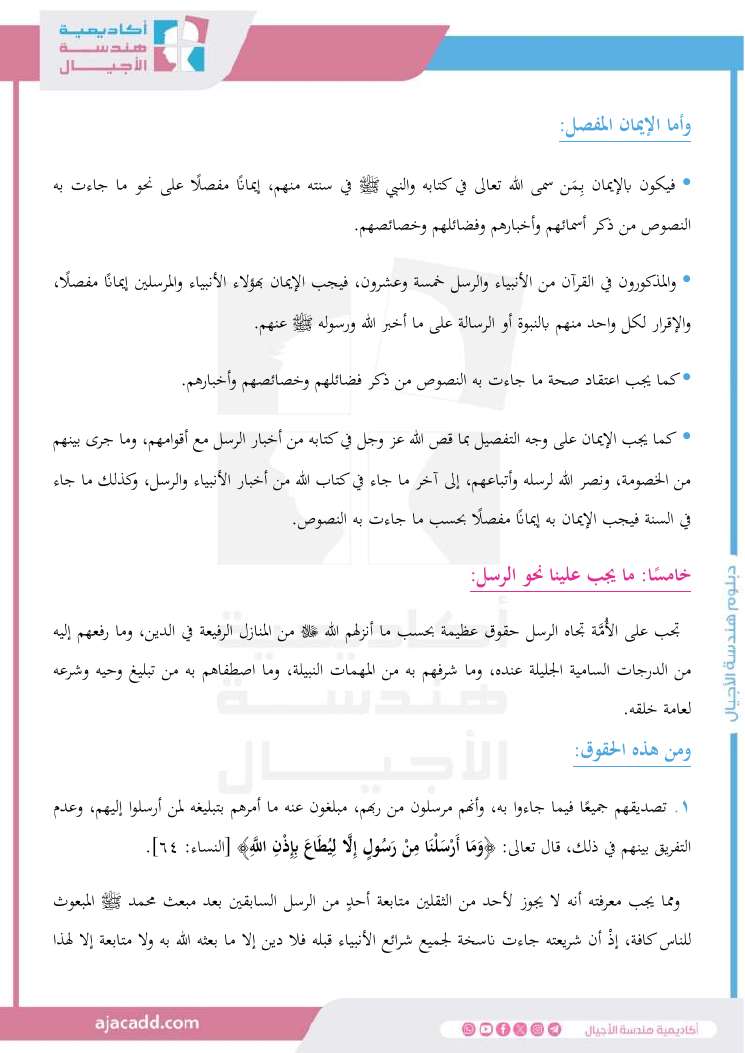 أكاديمية
هندسة
الأجيال
وأما الإيمان المفصل:
• فيكون بالإيمان بِمَن سمى الله تعالى في كتابه والنبي ﷺ في سنته منهم، إيمانًا مفصلًا على نحو ما جاءت به
النصوص من ذكر أسمائهم وأخبارهم وفضائلهم وخصائصهم.
• والمذكورون في القرآن من الأنبياء والرسل خمسة وعشرون، فيجب الإيمان بهؤلاء الأنبياء والمرسلين إيمانًا مفصلًا،
والإقرار لكل واحد منهم بالنبوة أو الرسالة على ما أخبر الله ورسوله ﷺ عنهم.
• كما يجب اعتقاد صحة ما جاءت به النصوص من ذكر فضائلهم وخصائصهم وأخبارهم.
• كما يجب الإيمان على وجه التفصيل بما قص الله عز وجل في كتابه من أخبار الرسل مع أقوامهم، وما جرى بينهم
من الخصومة، ونصر الله لرسله وأتباعهم، إلى آخر ما جاء في كتاب الله من أخبار الأنبياء والرسل، وكذلك ما جاء
في السنة فيجب الإيمان به إيمانًا مفصلًا بحسب ما جاءت به النصوص.
خامسًا: ما يجب علينا نحو الرسل:
تجب على الأُمَّة تجاه الرسل حقوق عظيمة بحسب ما أنزلهم الله ﷻ من المنازل الرفيعة في الدين، وما رفعهم إليه
من الدرجات السامية الجليلة عنده، وما شرفهم به من المهمات النبيلة، وما اصطفاهم به من تبليغ وحيه وشرعه
لعامة خلقه.
ومن هذه الحقوق:
١. تصديقهم جميعًا فيما جاءوا به، وأنهم مرسلون من ربهم، مبلغون عنه ما أمرهم بتبليغه لمن أرسلوا إليهم، وعدم
التفريق بينهم في ذلك، قال تعالى: ﴿وَمَا أَرْسَلْنَا مِنْ رَسُولٍ إِلَّا لِيُطَاعَ بِإِذْنِ اللَّهِ﴾ [النساء: ٦٤].
ومما يجب معرفته أنه لا يجوز لأحد من الثقلين متابعة أحدٍ من الرسل السابقين بعد مبعث محمد ﷺ المبعوث
للناس كافة، إذْ أن شريعته جاءت ناسخة لجميع شرائع الأنبياء قبله فلا دين إلا ما بعثه الله به ولا متابعة إلا لهذا
دبلوم هندسة الأجيال
أكاديمية
هندسة
الأجيال
أكاديمية هندسة الأجيال
ajacadd.com